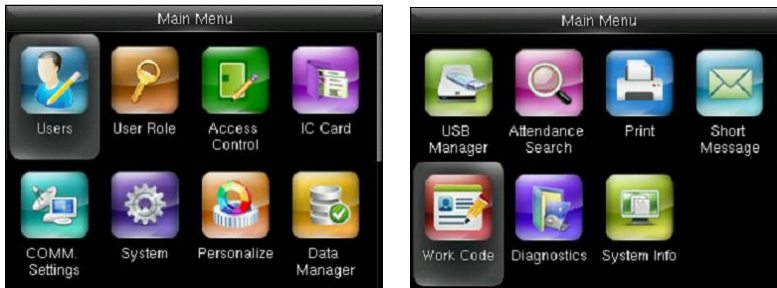 Main Menu
Users
User Role
Access
Control
IC Card
COMM.
Settings
System
Personalize
Data
Manager
Main Menu
USB
Manager
Attendance
Search
Print
Short
Message
Work Code
Diagnostics
System Info